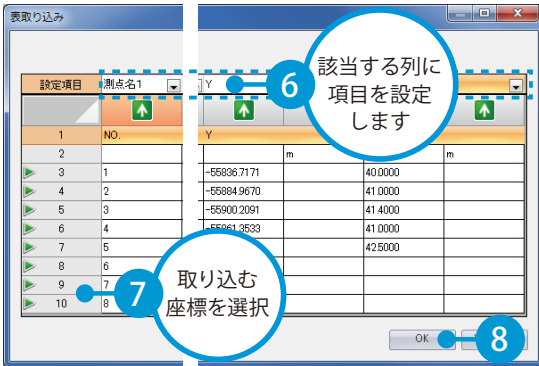 表取り込み
6
該当する列に
項目を設定
します
設定項目 測点名1 Y
1 NO. Y
2 m m
3 1 -55836.7171 40.0000
4 2 -55884.9670 41.0000
5 3 -55900.2091 41.4000
6 4 -55961.3533 41.0000
7 5 42.5000
8 6
9 7
10 8
7
取り込む
座標を選択
OK
8